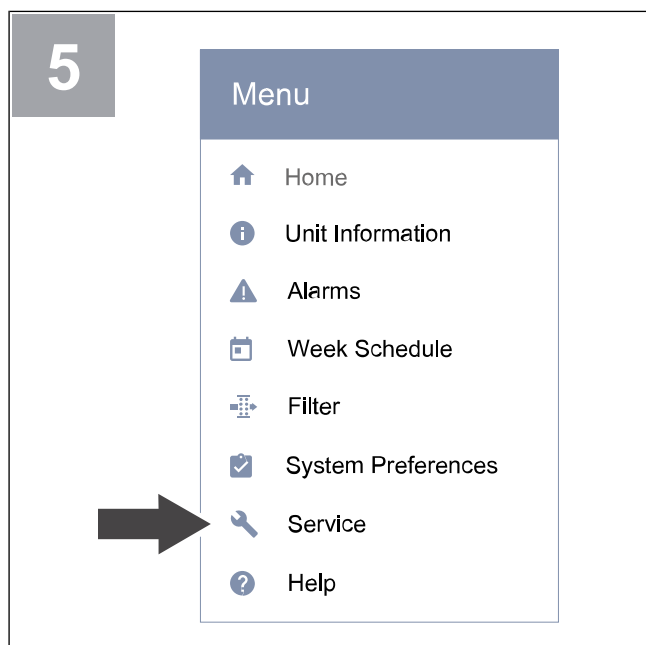 5
Menu
Home
Unit Information
Alarms
Week Schedule
Filter
System Preferences
Service
Help